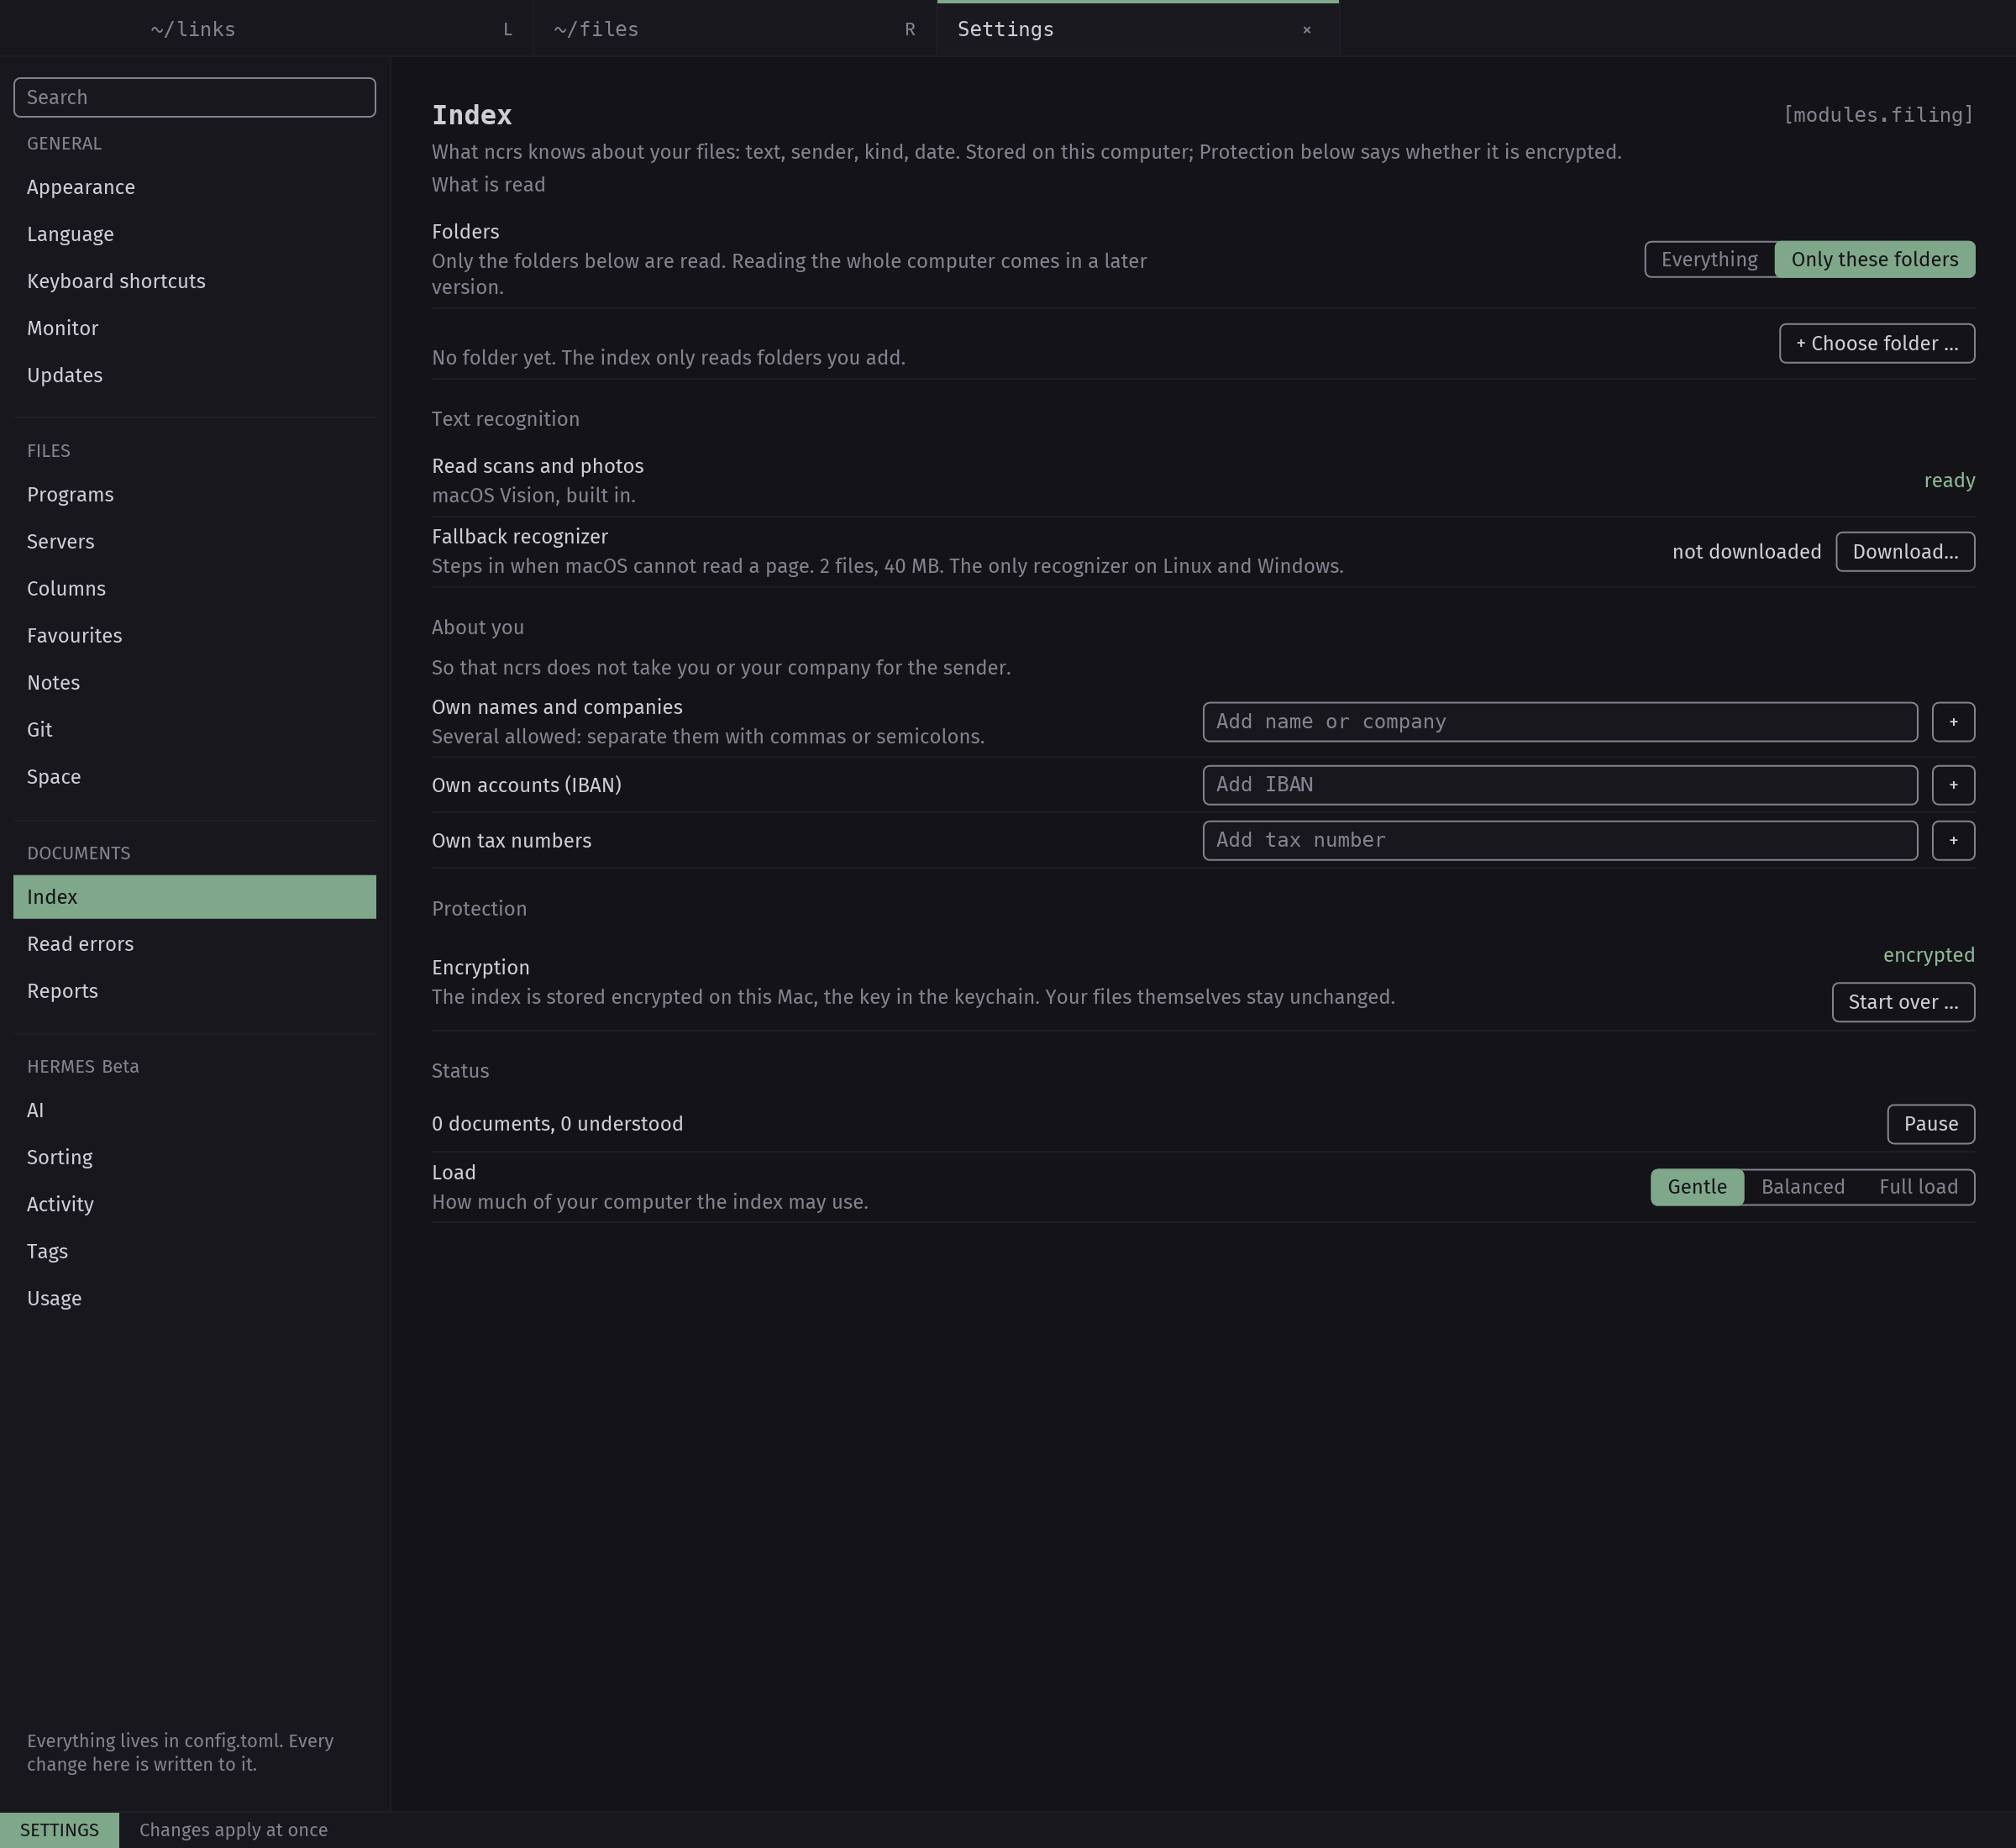 ~/links L ~/files R Settings ×
Search
GENERAL
Appearance
Language
Keyboard shortcuts
Monitor
Updates
FILES
Programs
Servers
Columns
Favourites
Notes
Git
Space
DOCUMENTS
Index
Read errors
Reports
HERMES Beta
AI
Sorting
Activity
Tags
Usage
Everything lives in config.toml. Every
change here is written to it.
Index [modules.filing]
What ncrs knows about your files: text, sender, kind, date. Stored on this computer; Protection below says whether it is encrypted.
What is read
Folders
Only the folders below are read. Reading the whole computer comes in a later
version.
Everything Only these folders
No folder yet. The index only reads folders you add.
+ Choose folder ...
Text recognition
Read scans and photos
macOS Vision, built in.
ready
Fallback recognizer
Steps in when macOS cannot read a page. 2 files, 40 MB. The only recognizer on Linux and Windows.
not downloaded Download...
About you
So that ncrs does not take you or your company for the sender.
Own names and companies
Several allowed: separate them with commas or semicolons.
Add name or company +
Own accounts (IBAN) Add IBAN +
Own tax numbers Add tax number +
Protection
Encryption
The index is stored encrypted on this Mac, the key in the keychain. Your files themselves stay unchanged.
encrypted
Start over ...
Status
0 documents, 0 understood Pause
Load
How much of your computer the index may use.
Gentle Balanced Full load
SETTINGS Changes apply at once